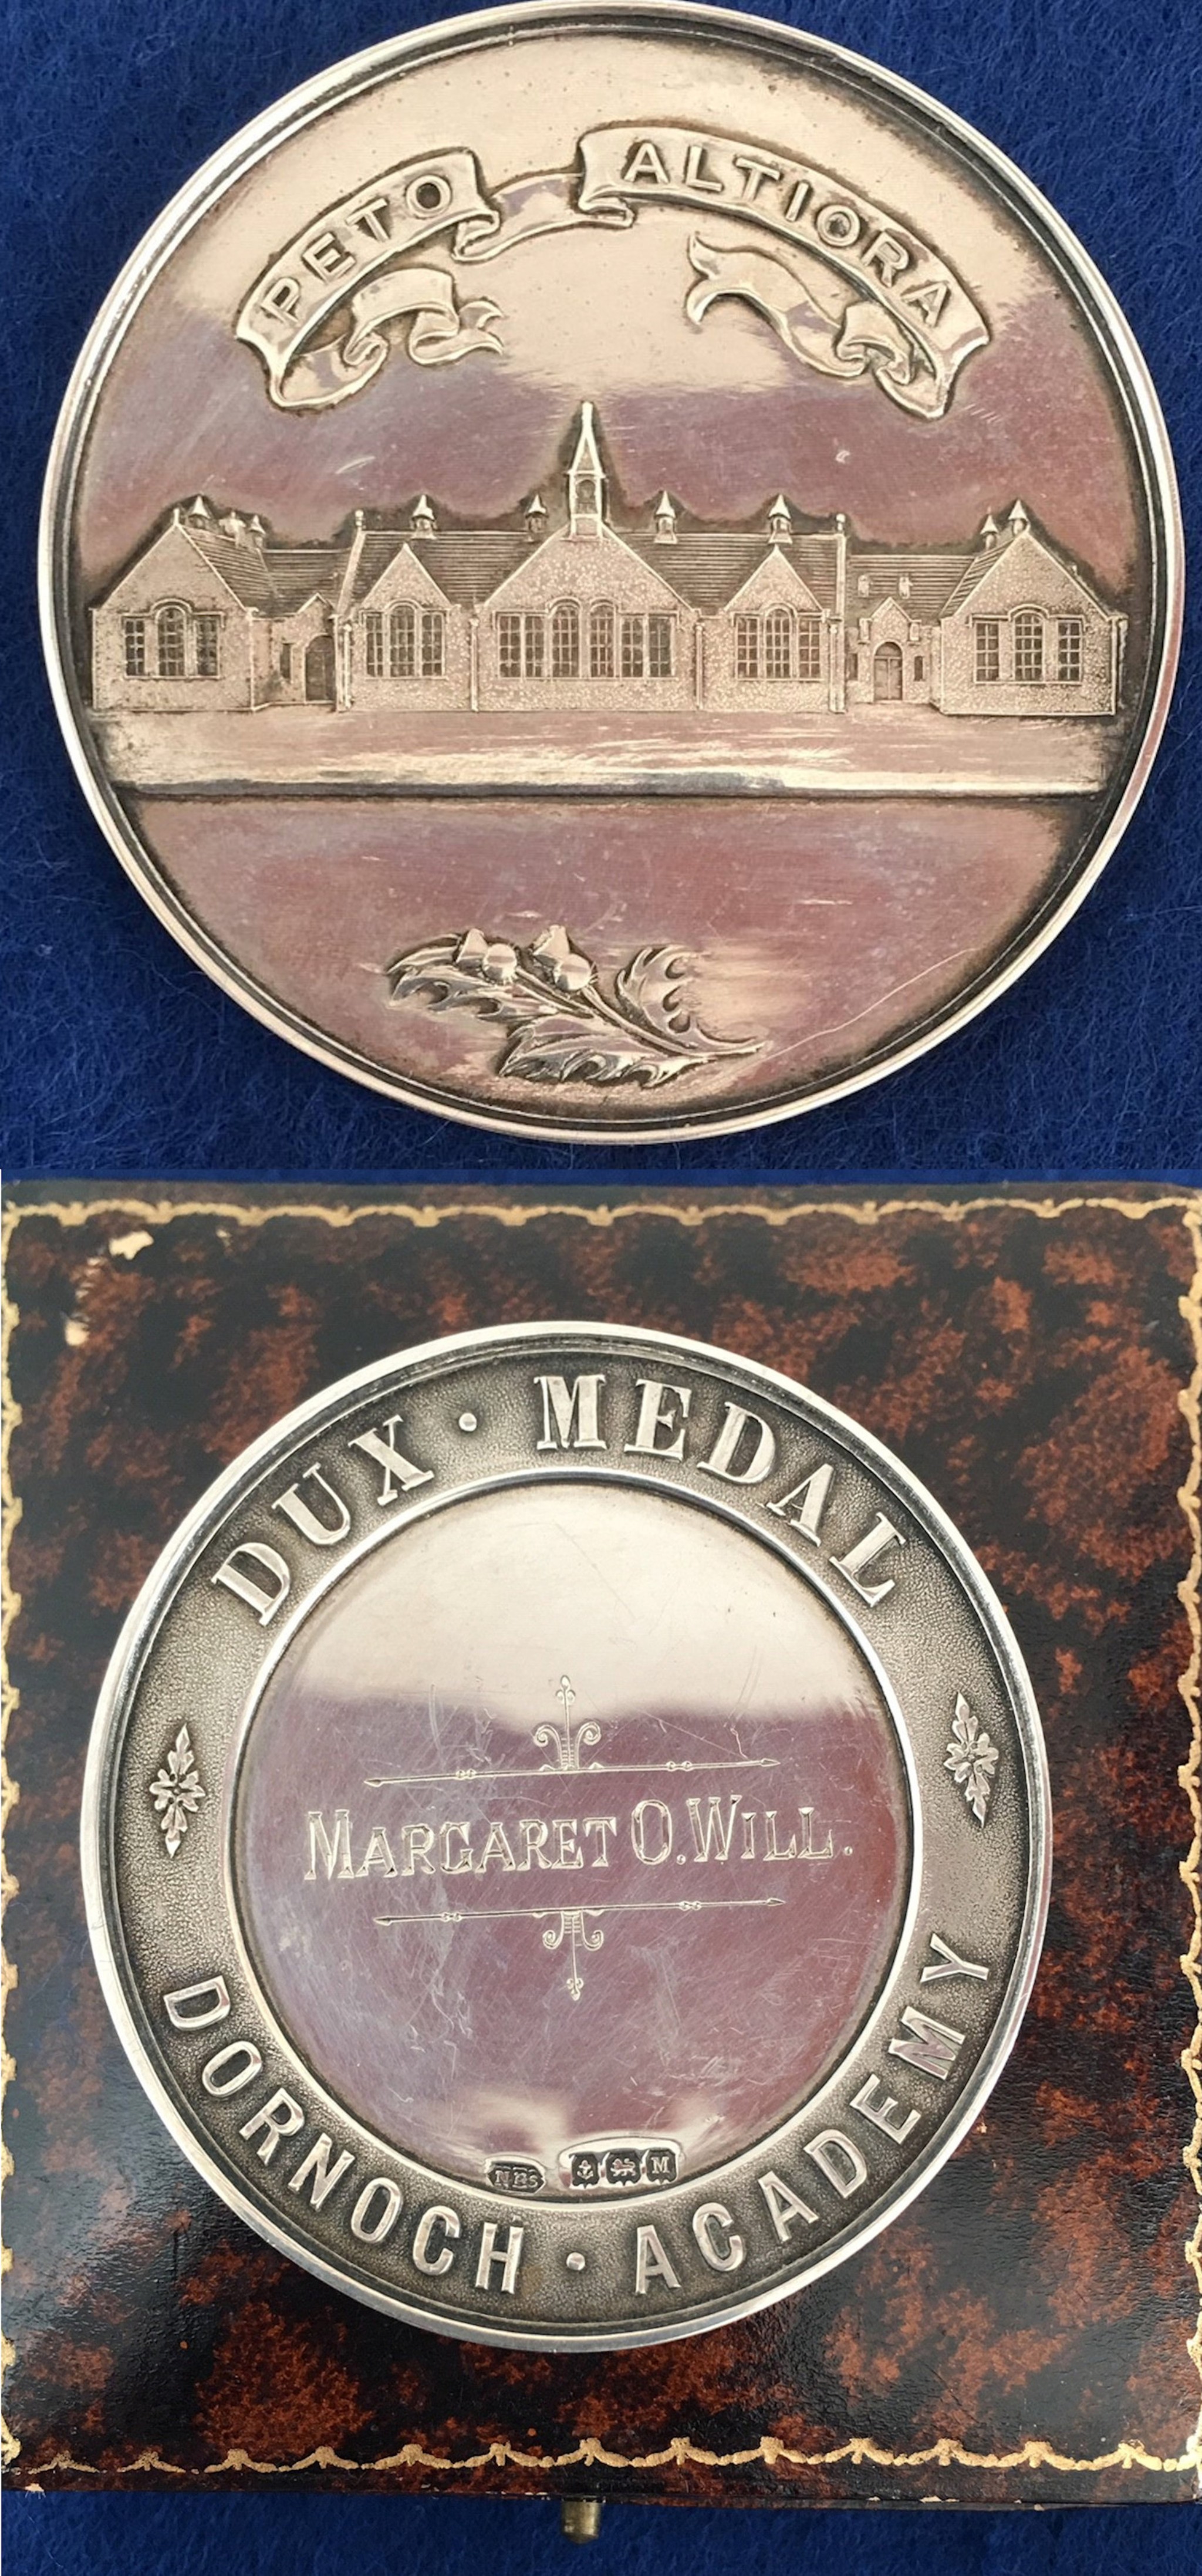 PETO ALTIORA
DUX · MEDAL
MARGARET O. WILL.
M
DORNOCH · ACADEMY